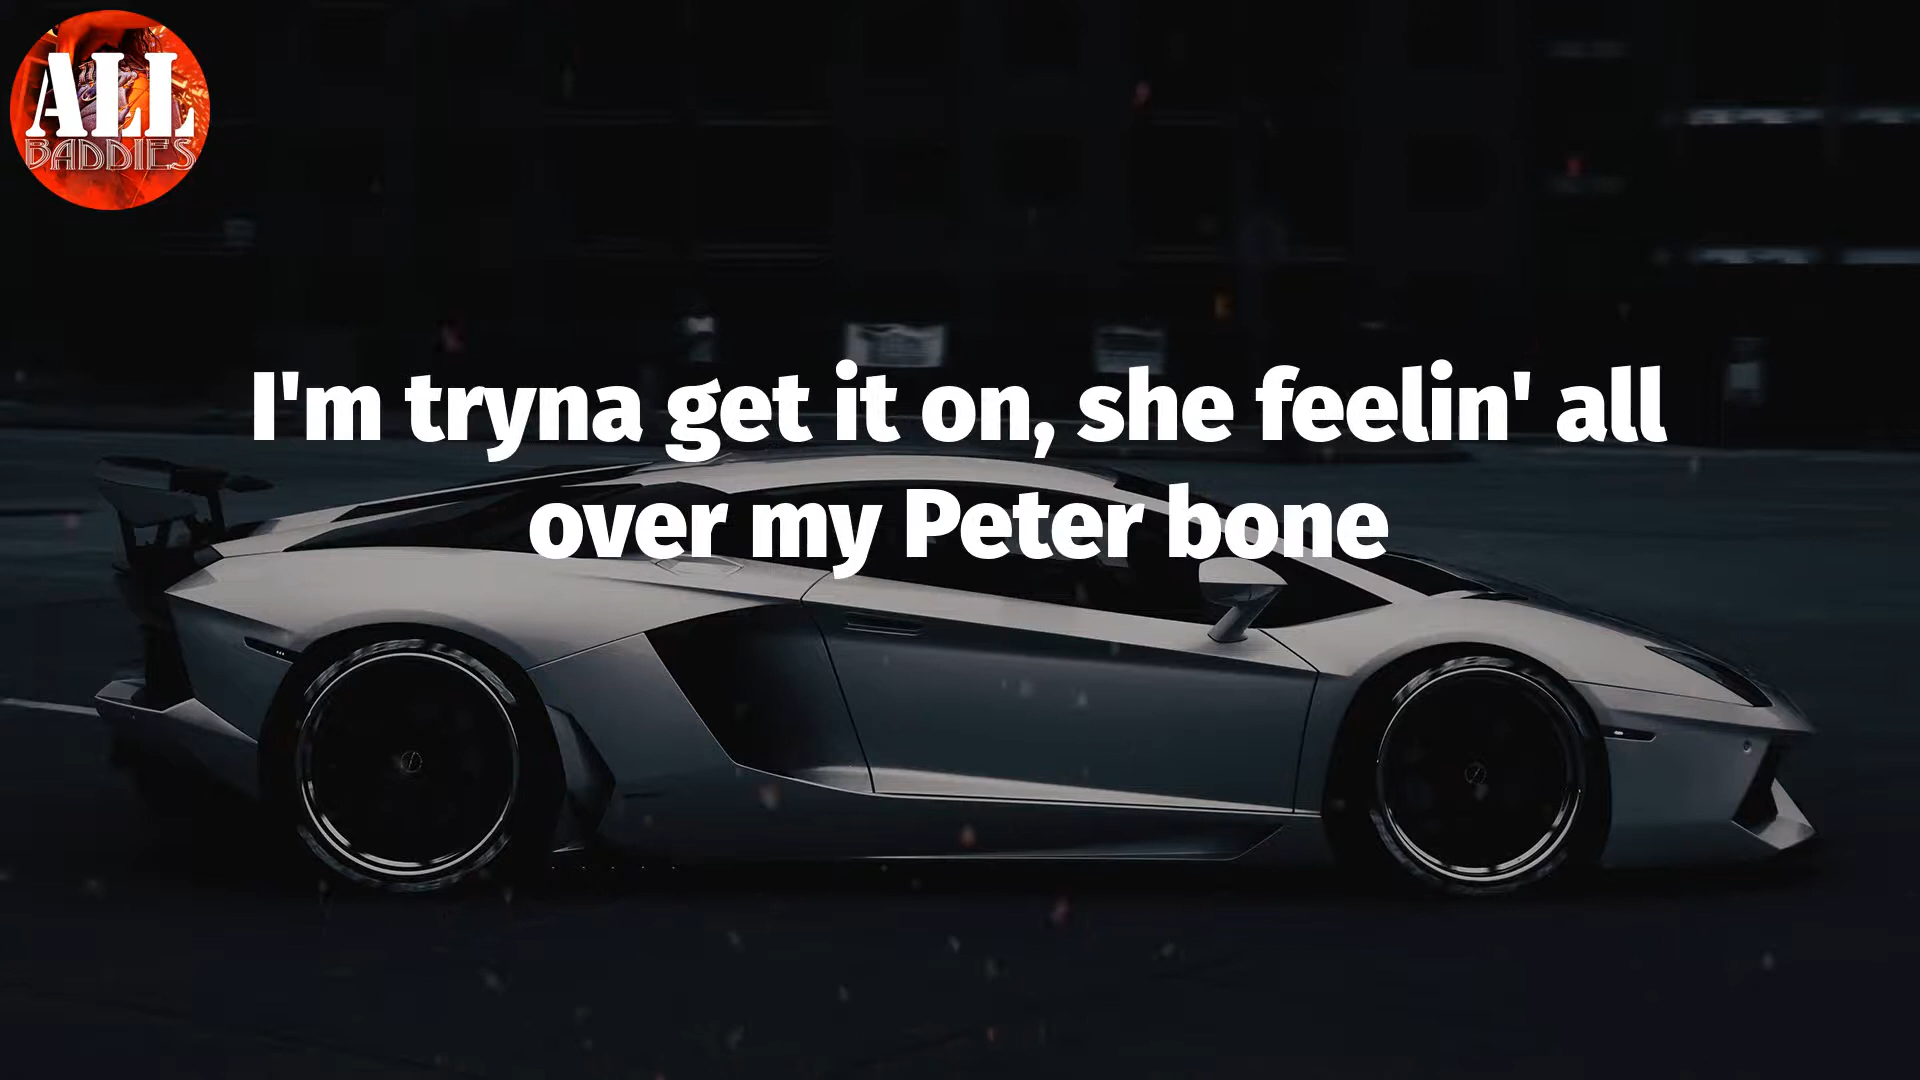 ALL
BADDIES
I'm tryna get it on, she feelin' all
over my Peter bone